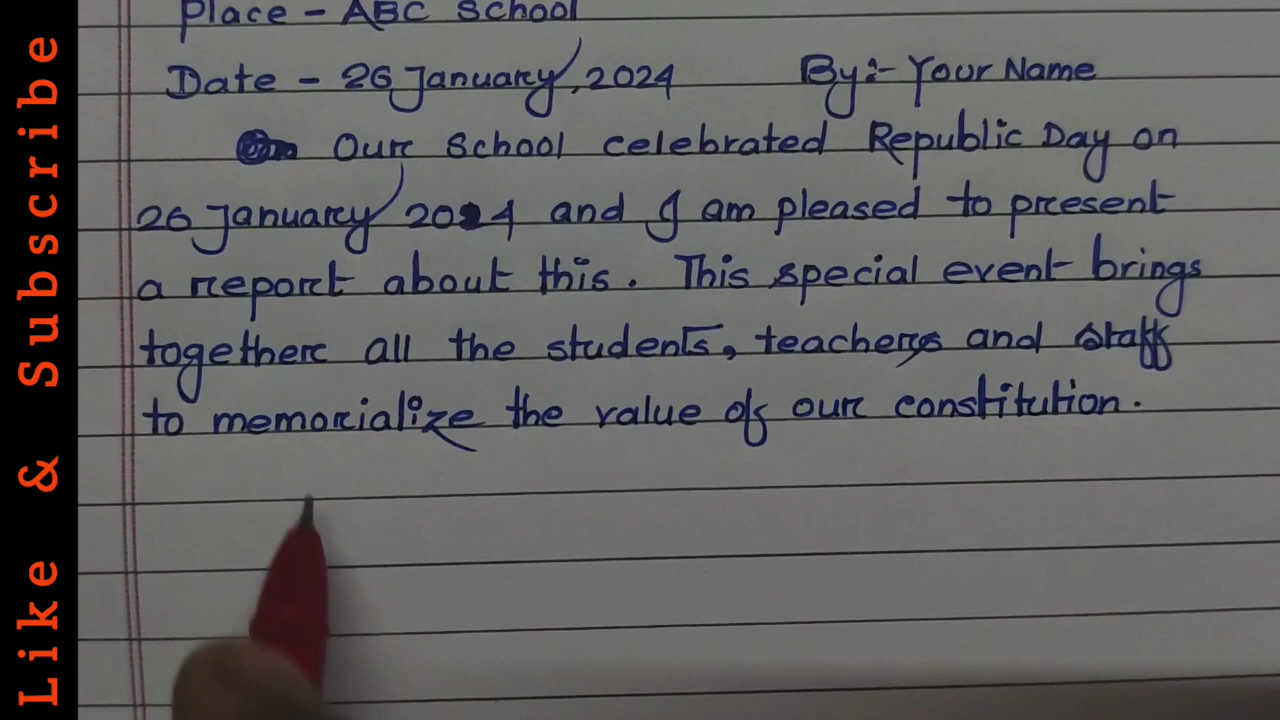 Place - ABC School
Date - 26 January, 2024 By:- Your Name
Our School celebrated Republic Day on
26 January 2024 and I am pleased to present
a report about this. This special event brings
together all the students, teachers and staff
to memorialize the value of our constitution.
Like & Subscribe